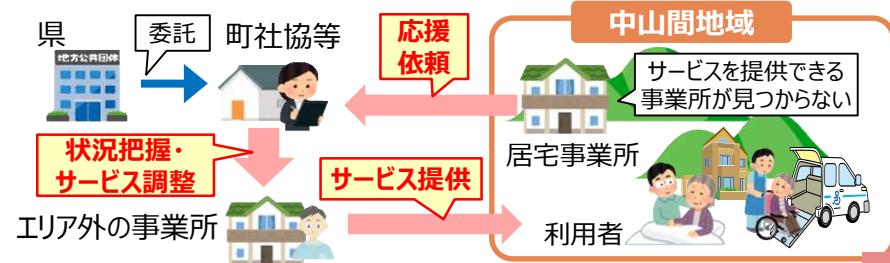 県
地方公共団体
委託
町社協等
応援
依頼
中山間地域
サービスを提供できる
事業所が見つからない
居宅事業所
状況把握・
サービス調整
サービス提供
エリア外の事業所
利用者